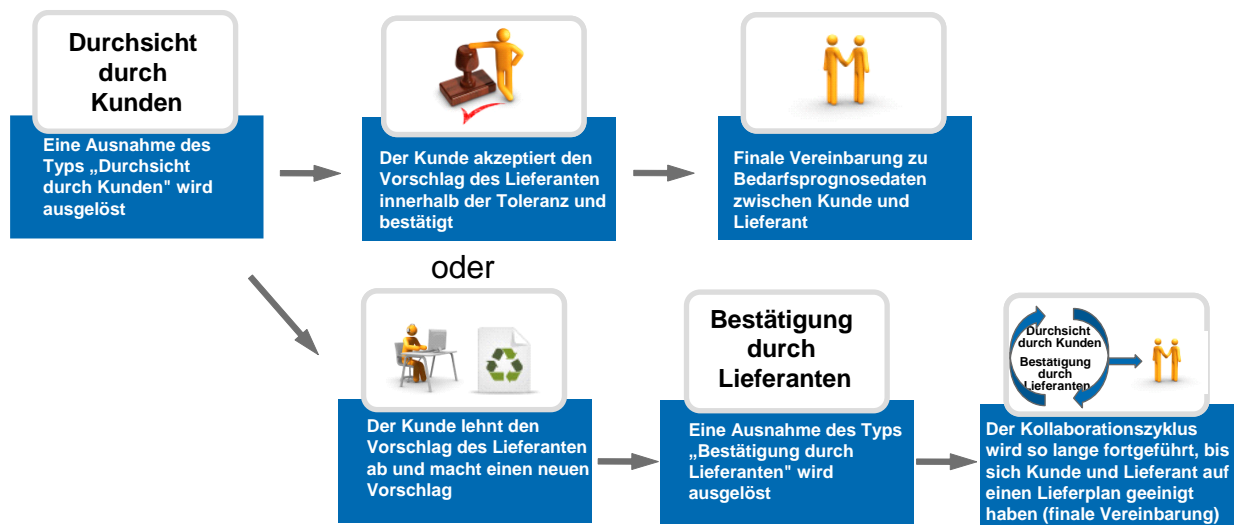 Durchsicht
durch
Kunden
Eine Ausnahme des
Typs „Durchsicht
durch Kunden" wird
ausgelöst
Der Kunde akzeptiert den
Vorschlag des Lieferanten
innerhalb der Toleranz und
bestätigt
Finale Vereinbarung zu
Bedarfsprognosedaten
zwischen Kunde und
Lieferant
oder
Der Kunde lehnt den
Vorschlag des Lieferanten
ab und macht einen neuen
Vorschlag
Bestätigung
durch
Lieferanten
Eine Ausnahme des Typs
„Bestätigung durch
Lieferanten" wird
ausgelöst
Durchsicht
durch Kunden
Bestätigung
durch
Lieferanten
Der Kollaborationszyklus
wird so lange fortgeführt, bis
sich Kunde und Lieferant auf
einen Lieferplan geeinigt
haben (finale Vereinbarung)